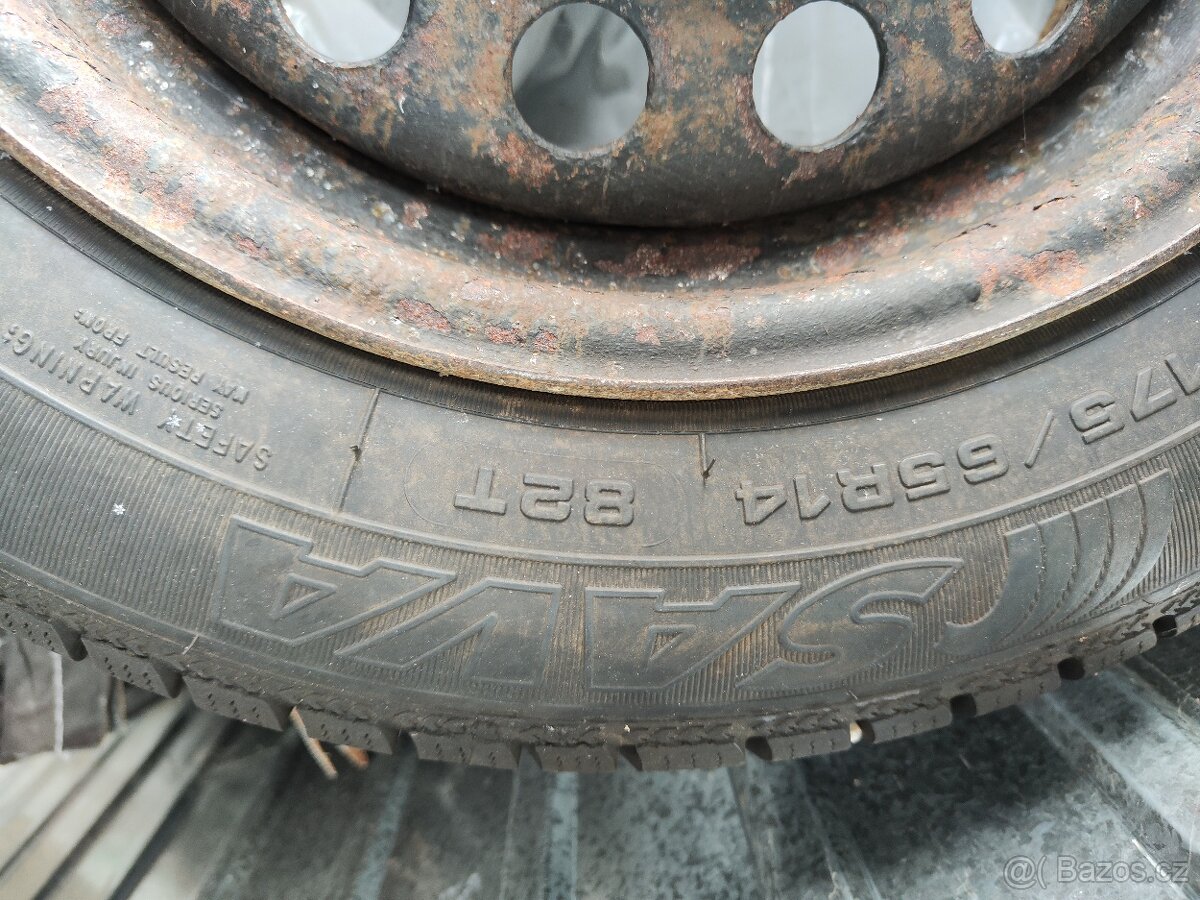 175/65R14
82T
SAVA
SAFETY WARNING:
SERIOUS INJURY
MAY RESULT FROM:
Bazos.cz